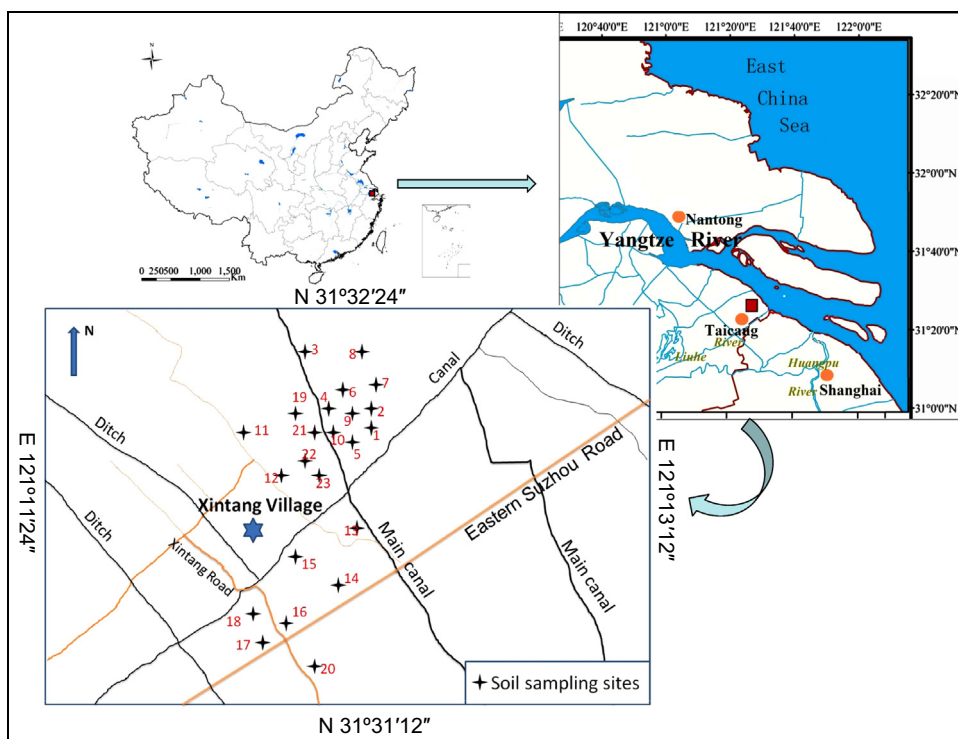 N
0 250500 1,000 1,500
Km
120°40'0"E 121°0'0"E 121°20'0"E 121°40'0"E 122°0'0"E
East
China
Sea
32°20'0"N
32°0'0"N
31°40'0"N
31°20'0"N
31°0'0"N
Nantong
Yangtze River
Taicang
River
Liuhe
Huangpu
River
Shanghai
N 31º32′24″
E 121º11′24″
E 121º13′12″
N 31º31′12″
N
Ditch
Canal
3
8
7
6
19
4
2
9
11
21
10
1
5
22
12
23
Ditch
Ditch
Xintang Village
Eastern Suzhou Road
13
Main canal
Main canal
Xintang Road
15
14
18
16
17
20
Soil sampling sites